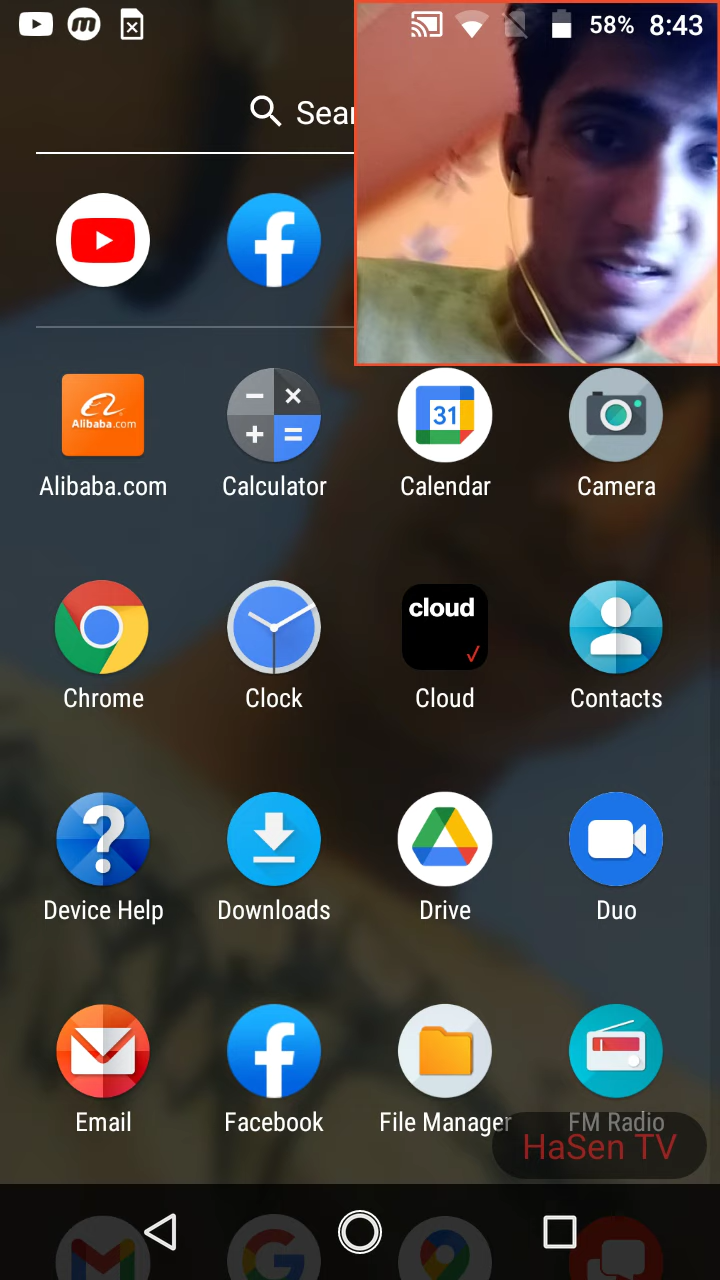 58% 8:43
Sear
Alibaba.com
Alibaba.com Calculator Calendar Camera
31
cloud
Chrome Clock Cloud Contacts
Device Help Downloads Drive Duo
Email Facebook File Manager FM Radio
HaSen TV